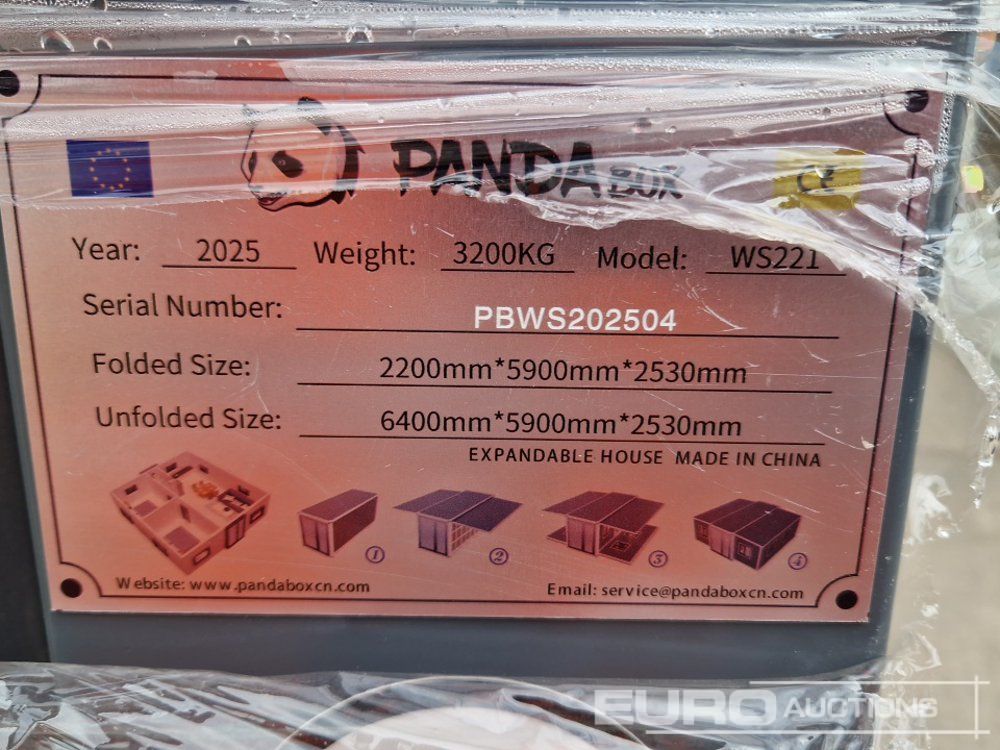 PANDA BOX CE
Year: 2025 Weight: 3200KG Model: WS221
Serial Number: PBWS202504
Folded Size: 2200mm*5900mm*2530mm
Unfolded Size: 6400mm*5900mm*2530mm
EXPANDABLE HOUSE MADE IN CHINA
1 2 3 4
Website: www.pandaboxcn.com Email: service@pandaboxcn.com
EURO AUCTIONS